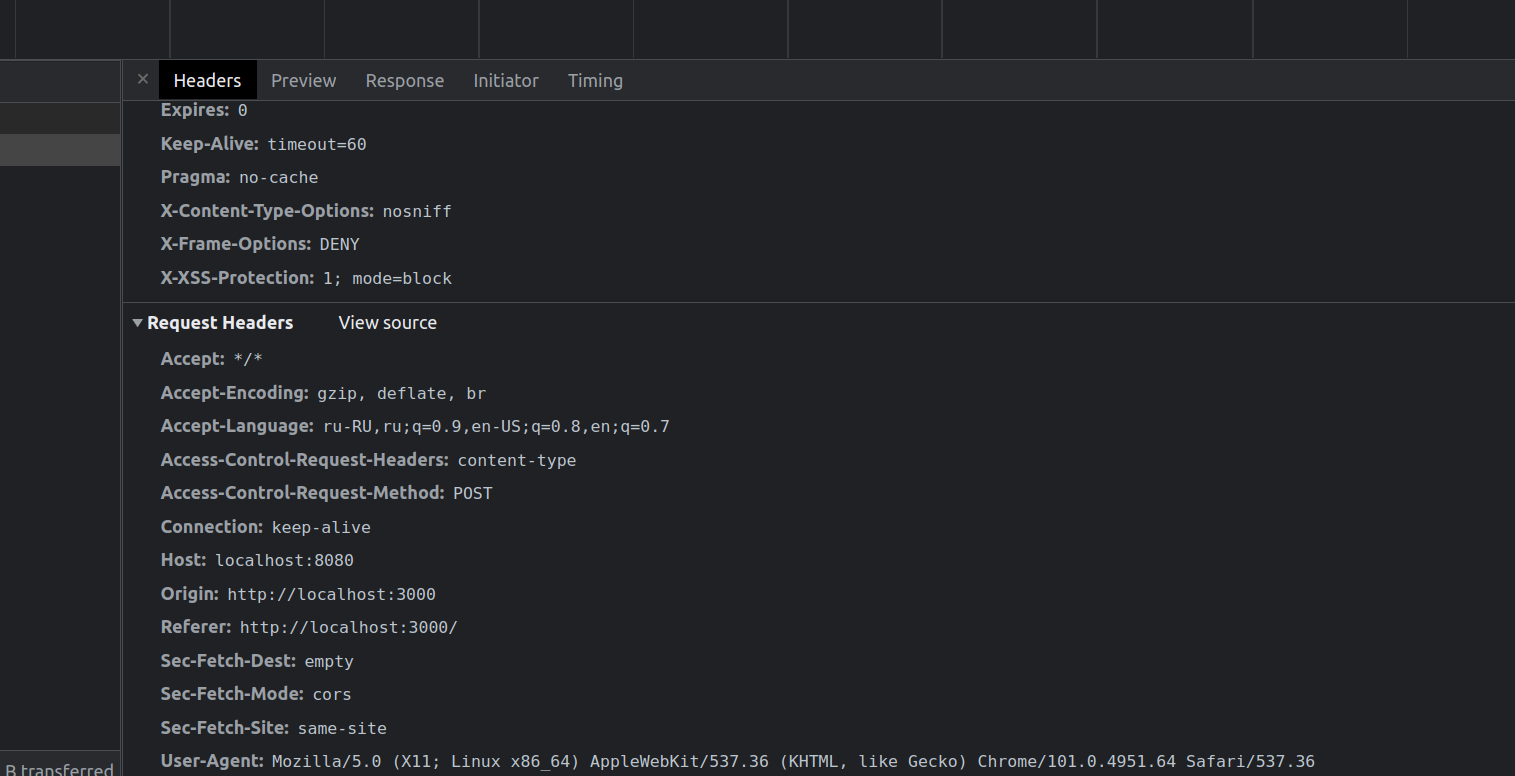 × Headers Preview Response Initiator Timing
Expires: 0
Keep-Alive: timeout=60
Pragma: no-cache
X-Content-Type-Options: nosniff
X-Frame-Options: DENY
X-XSS-Protection: 1; mode=block
▼ Request Headers View source
Accept: */*
Accept-Encoding: gzip, deflate, br
Accept-Language: ru-RU,ru;q=0.9,en-US;q=0.8,en;q=0.7
Access-Control-Request-Headers: content-type
Access-Control-Request-Method: POST
Connection: keep-alive
Host: localhost:8080
Origin: http://localhost:3000
Referer: http://localhost:3000/
Sec-Fetch-Dest: empty
Sec-Fetch-Mode: cors
Sec-Fetch-Site: same-site
User-Agent: Mozilla/5.0 (X11; Linux x86_64) AppleWebKit/537.36 (KHTML, like Gecko) Chrome/101.0.4951.64 Safari/537.36
B transferred